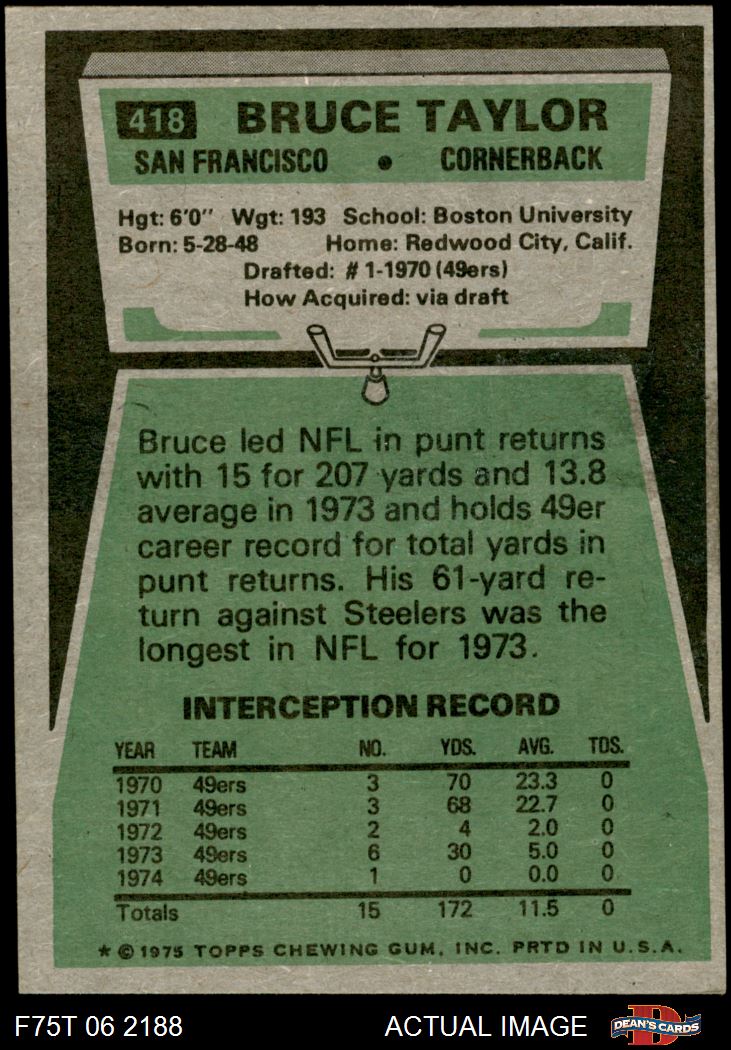 418 BRUCE TAYLOR
SAN FRANCISCO • CORNERBACK
Hgt: 6'0" Wgt: 193 School: Boston University
Born: 5-28-48 Home: Redwood City, Calif.
Drafted: #1-1970 (49ers)
How Acquired: via draft
Bruce led NFL in punt returns
with 15 for 207 yards and 13.8
average in 1973 and holds 49er
career record for total yards in
punt returns. His 61-yard re-
turn against Steelers was the
longest in NFL for 1973.
INTERCEPTION RECORD
YEAR TEAM NO. YDS. AVG. TDS.
1970 49ers 3 70 23.3 0
1971 49ers 3 68 22.7 0
1972 49ers 2 4 2.0 0
1973 49ers 6 30 5.0 0
1974 49ers 1 0 0.0 0
Totals 15 172 11.5 0
* © 1975 TOPPS CHEWING GUM, INC. PRTD IN U.S.A.
F75T 06 2188 ACTUAL IMAGE D DEAN'S CARDS